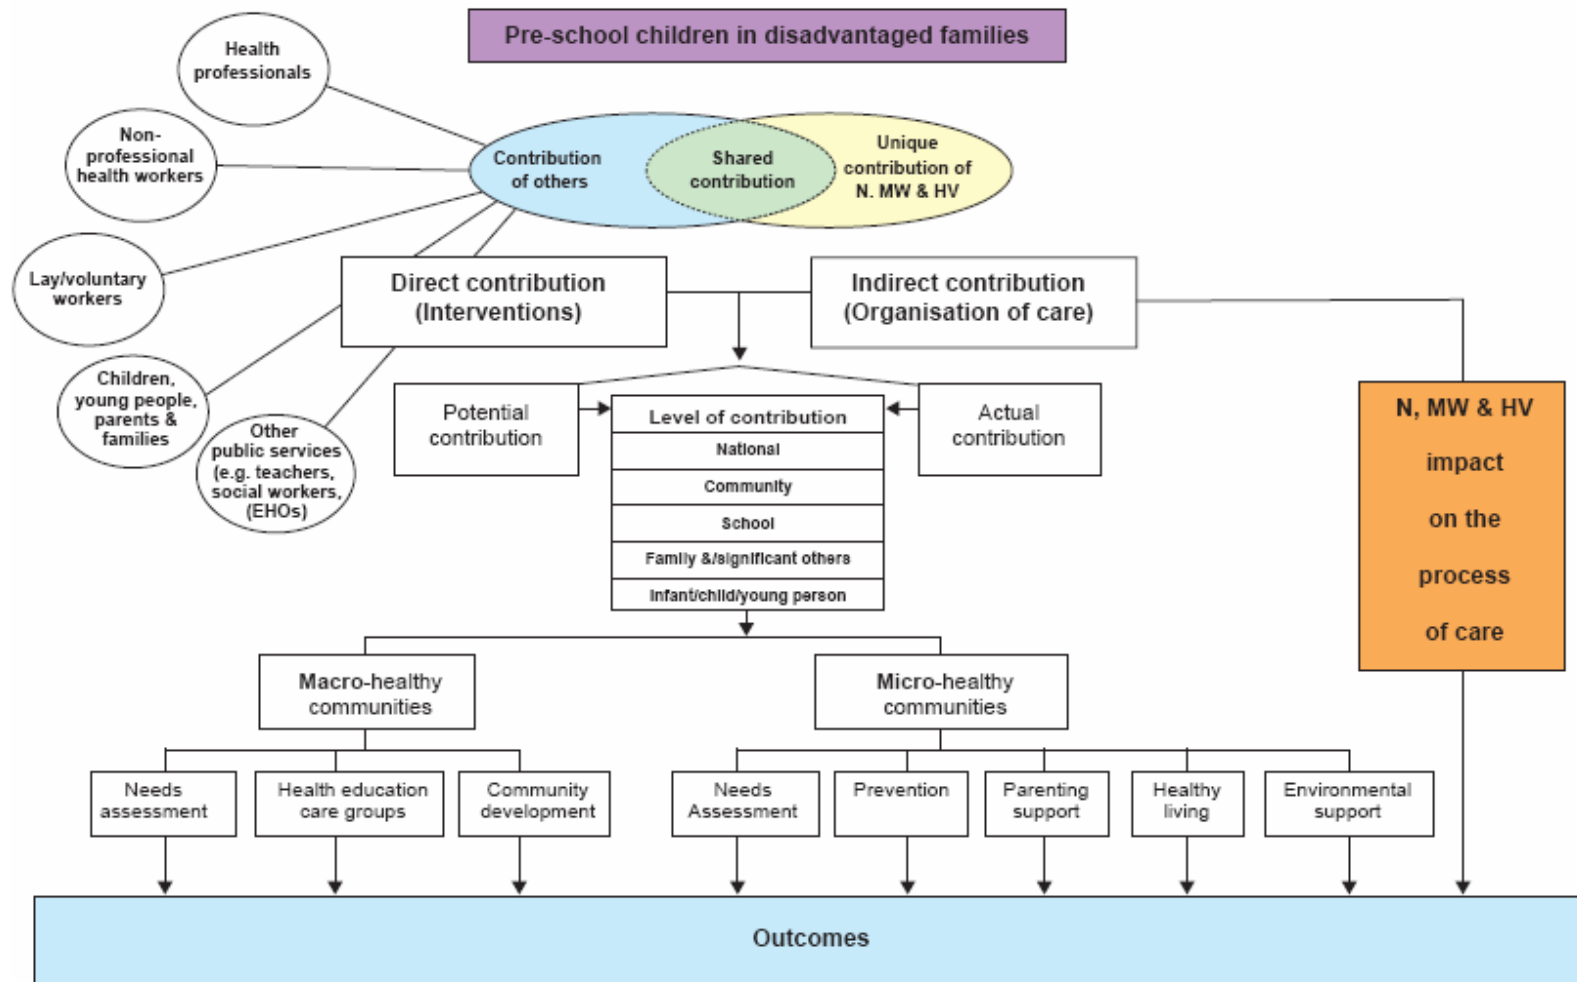 Pre-school children in disadvantaged families
Health
professionals
Non-
professional
health workers
Lay/voluntary
workers
Children,
young people,
parents &
families
Other
public services
(e.g. teachers,
social workers,
(EHOs)
Contribution
of others
Shared
contribution
Unique
contribution of
N. MW & HV
Direct contribution
(Interventions)
Indirect contribution
(Organisation of care)
Potential
contribution
Level of contribution
National
Community
School
Family &/significant others
Infant/child/young person
Actual
contribution
N, MW & HV
impact
on the
process
of care
Macro-healthy
communities
Micro-healthy
communities
Needs
assessment
Health education
care groups
Community
development
Needs
Assessment
Prevention
Parenting
support
Healthy
living
Environmental
support
Outcomes